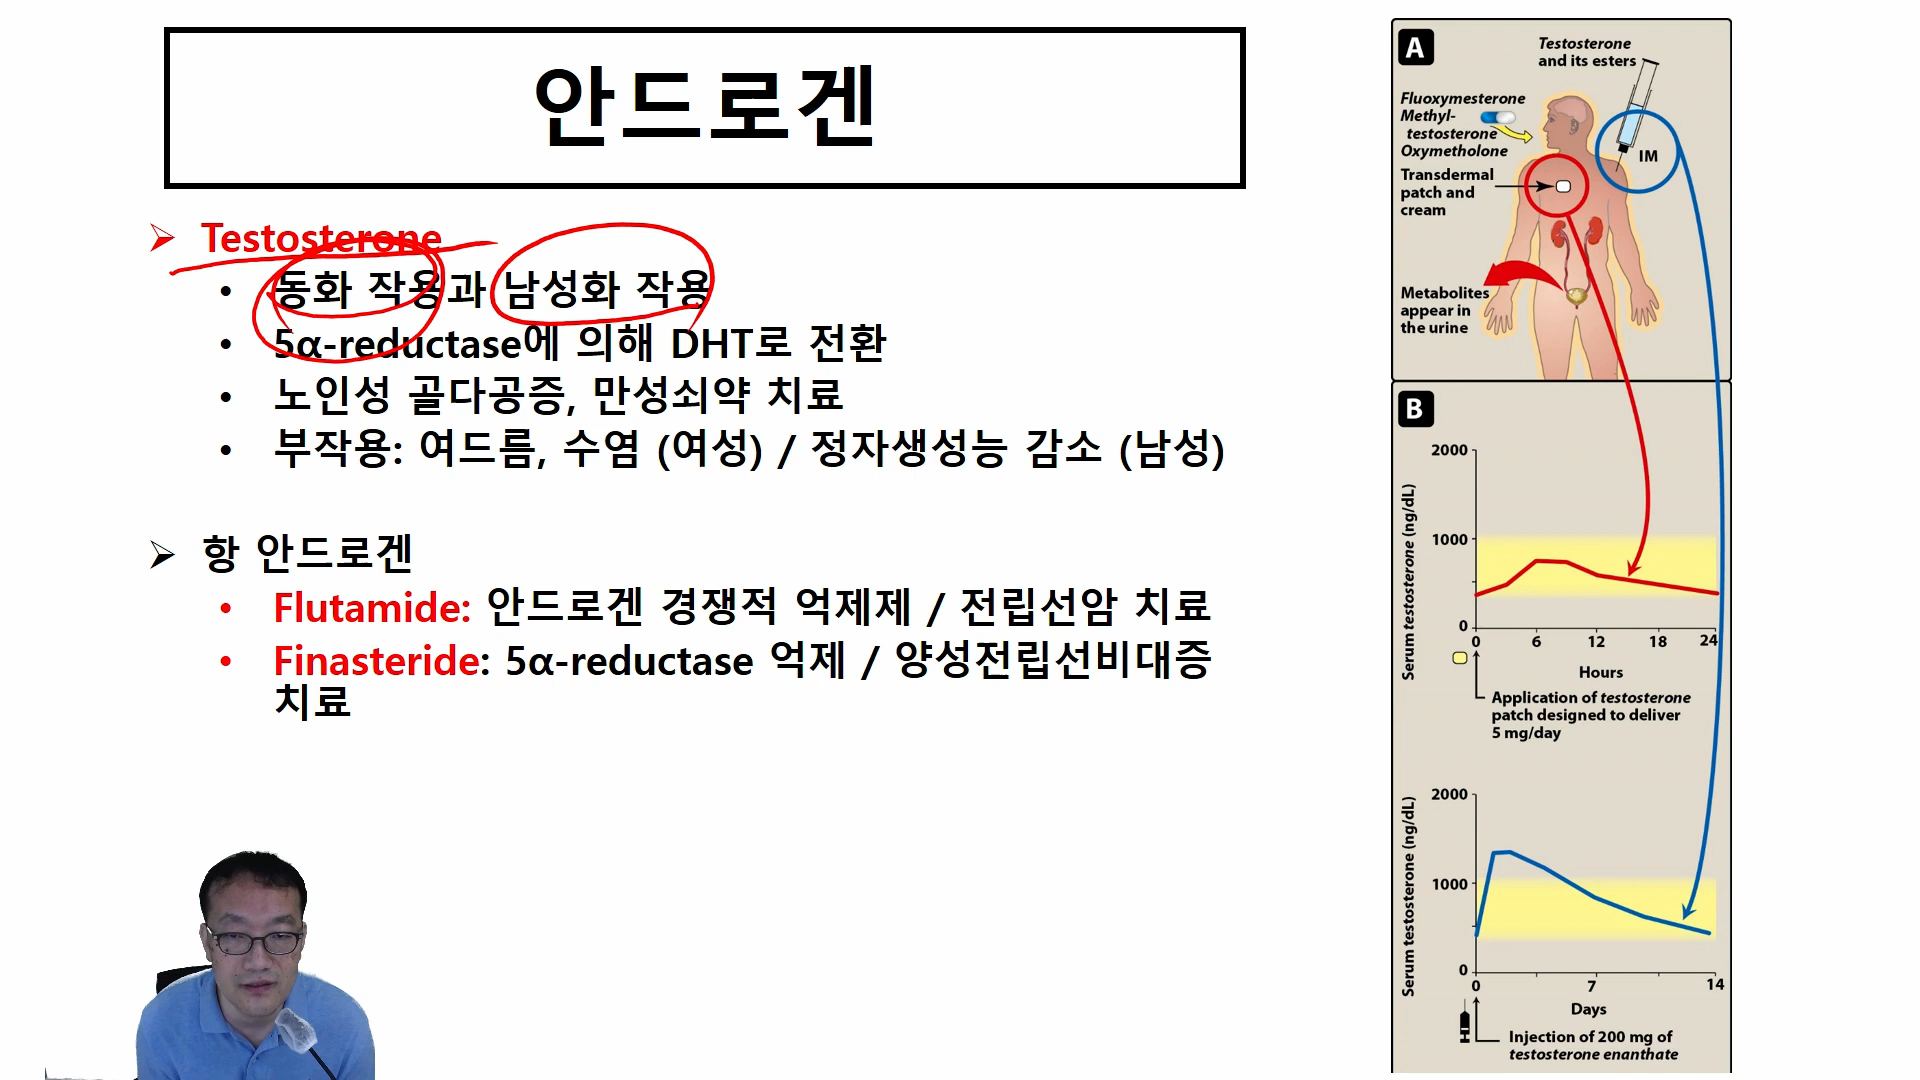 안드로겐
Testosterone
동화 작용과 남성화 작용
5α-reductase에 의해 DHT로 전환
노인성 골다공증, 만성쇠약 치료
부작용: 여드름, 수염 (여성) / 정자생성능 감소 (남성)
항 안드로겐
Flutamide: 안드로겐 경쟁적 억제제 / 전립선암 치료
Finasteride: 5α-reductase 억제 / 양성전립선비대증
치료
A
Testosterone
and its esters
Fluoxymesterone
Methyl-
testosterone
Oxymetholone
IM
Transdermal
patch and
cream
Metabolites
appear in
the urine
B
Serum testosterone (ng/dL)
2000
1000
0
0 6 12 18 24
Hours
Application of testosterone
patch designed to deliver
5 mg/day
Serum testosterone (ng/dL)
2000
1000
0
0 7 14
Days
Injection of 200 mg of
testosterone enanthate